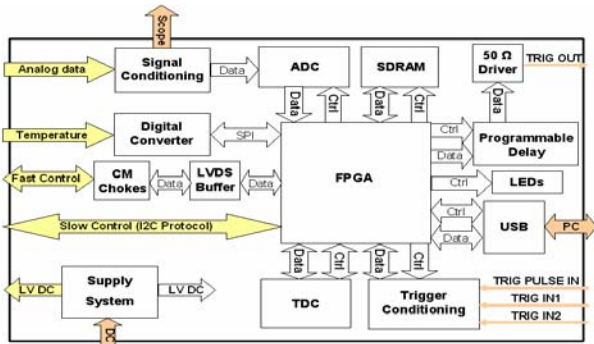 Scope
Analog data
Signal
Conditioning
Data
ADC
SDRAM
50 Ω
Driver
TRIG OUT
Data
Ctrl
Data
Ctrl
Data
Temperature
Digital
Converter
SPI
FPGA
Ctrl
Data
Programmable
Delay
Fast Control
CM
Chokes
Data
LVDS
Buffer
Data
Ctrl
LEDs
Slow Control (I2C Protocol)
Ctrl
Data
USB
PC
Data
Ctrl
Data
Ctrl
LV DC
Supply
System
LV DC
TDC
Trigger
Conditioning
TRIG PULSE IN
TRIG IN1
TRIG IN2
DC